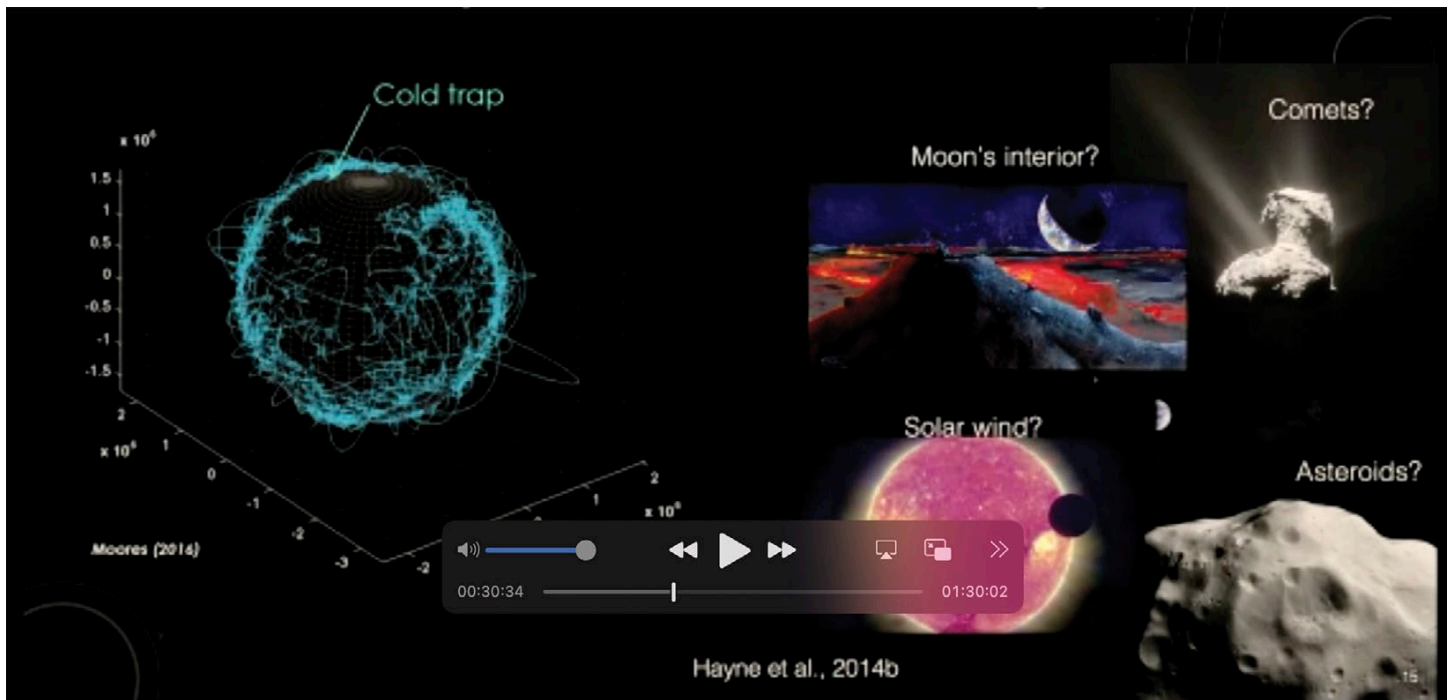 Cold trap
x 10⁶
1.5
1
0.5
0
-0.5
-1
-1.5
2
x 10⁶
1
0
-1
-2
-3
-2
1
2
x 10⁶
Moores (2016)
Moon's interior?
Comets?
Solar wind?
Asteroids?
00:30:34
01:30:02
Hayne et al., 2014b
15